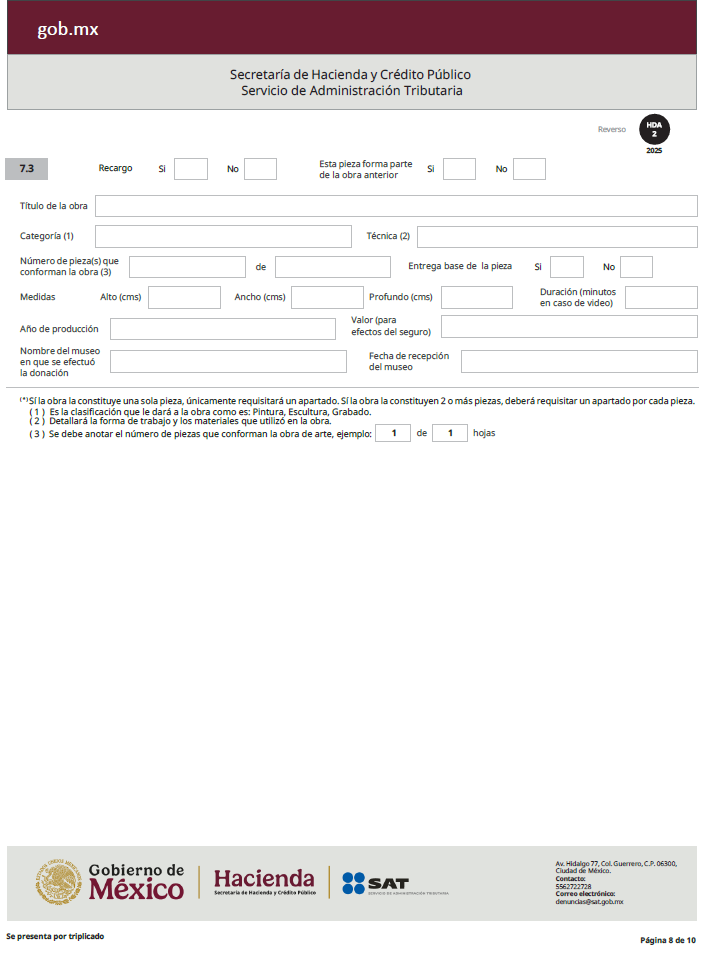 gob.mx
Secretaría de Hacienda y Crédito Público
Servicio de Administración Tributaria
Reverso
HDA
2
2025
7.3 Recargo Si No Esta pieza forma parte
de la obra anterior Si No
Título de la obra
Categoría (1) Técnica (2)
Número de pieza(s) que
conforman la obra (3) de Entrega base de la pieza Si No
Medidas Alto (cms) Ancho (cms) Profundo (cms) Duración (minutos
en caso de video)
Año de producción Valor (para
efectos del seguro)
Nombre del museo
en que se efectuó
la donación
Fecha de recepción
del museo
(*) Sí la obra la constituye una sola pieza, únicamente requisitará un apartado. Sí la obra la constituyen 2 o más piezas, deberá requisitar un apartado por cada pieza.
( 1 ) Es la clasificación que le dará a la obra como es: Pintura, Escultura, Grabado.
( 2 ) Detallará la forma de trabajo y los materiales que utilizó en la obra.
( 3 ) Se debe anotar el número de piezas que conforman la obra de arte, ejemplo: 1 de 1 hojas
Gobierno de
México
Hacienda
Secretaría de Hacienda y Crédito Público
SAT
SERVICIO DE ADMINISTRACIÓN TRIBUTARIA
Av. Hidalgo 77, Col. Guerrero, C.P. 06300,
Ciudad de México.
Contacto:
5562722728
Correo electrónico:
denuncias@sat.gob.mx
Se presenta por triplicado
Página 8 de 10